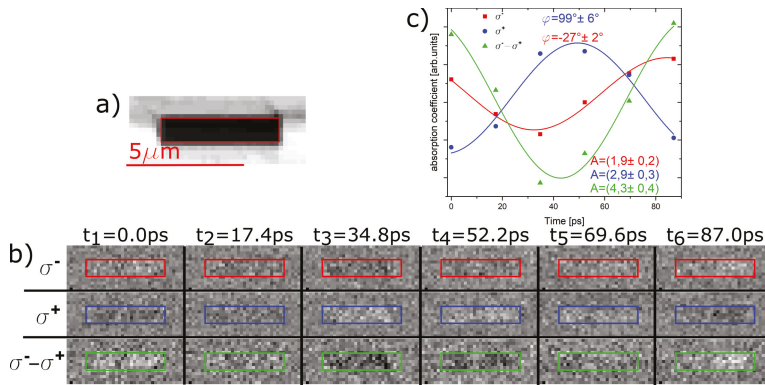 a)
5μm
c)
σ⁻
σ⁺
σ⁻−σ⁺
φ=99°± 6°
φ=-27°± 2°
absorption coefficient [arb.units]
A=(1,9± 0,2)
A=(2,9± 0,3)
A=(4,3± 0,4)
0
20
40
60
80
Time [ps]
b)
t₁=0.0ps
t₂=17.4ps
t₃=34.8ps
t₄=52.2ps
t₅=69.6ps
t₆=87.0ps
σ⁻
σ⁺
σ⁻−σ⁺